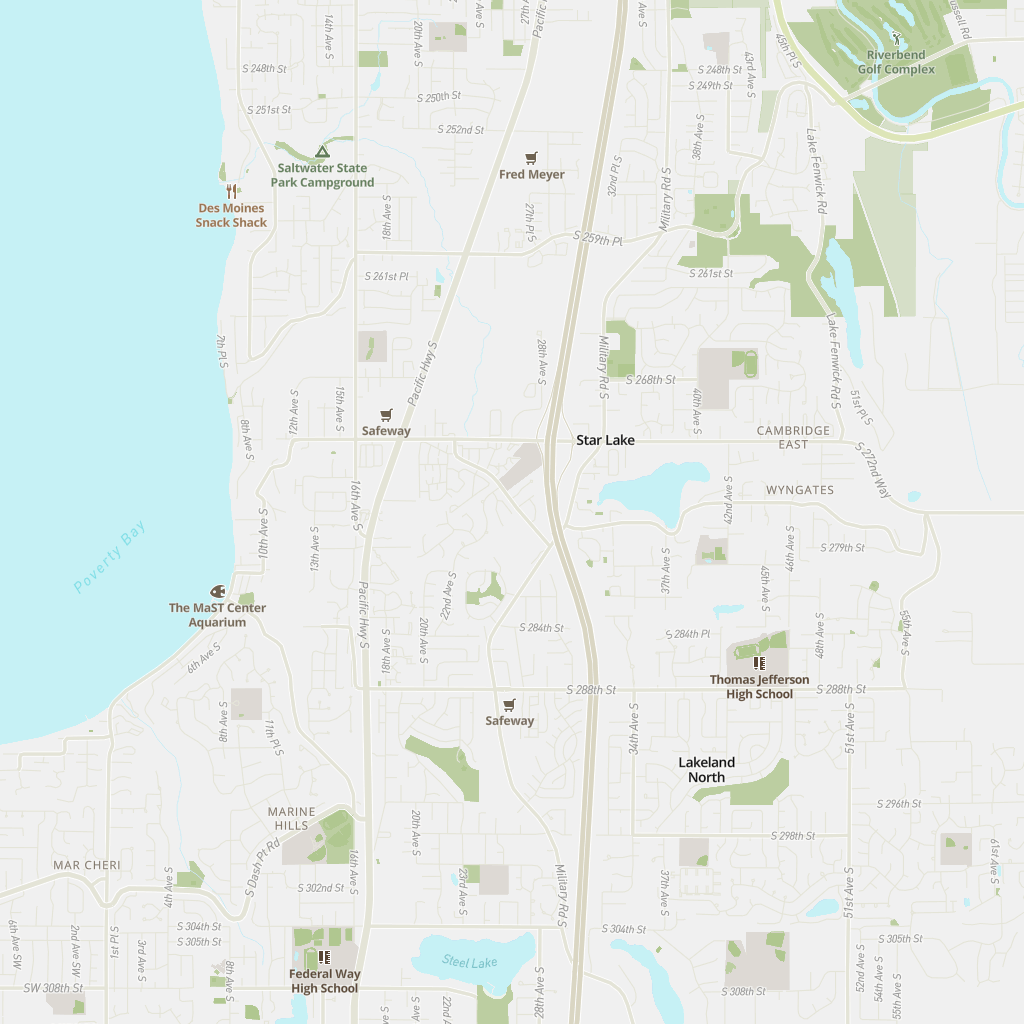 14th Ave S
20th Ave S
27th A
Pacific Hwy
45th Pl S
Russell Rd
Riverbend
Golf Complex
S 248th St
S 248th St
43rd Ave S
S 249th St
S 250th St
S 251st St
S 252nd St
38th Ave S
Lake Fenwick Rd
Fred Meyer
32nd Pl S
Military Rd S
Saltwater State
Park Campground
Des Moines
Snack Shack
18th Ave S
27th Pl S
S 259th Pl
S 261st Pl
S 261st St
7th Pl S
Pacific Hwy S
28th Ave S
Military Rd S
Lake Fenwick Rd S
S 268th St
15th Ave S
12th Ave S
8th Ave S
40th Ave S
51st Pl S
Safeway
Star Lake
CAMBRIDGE
EAST
S 272nd Way
WYNGATES
16th Ave S
42nd Ave S
10th Ave S
13th Ave S
Poverty Bay
S 279th St
46th Ave S
37th Ave S
45th Ave S
The MaST Center
Aquarium
Pacific Hwy S
22nd Ave S
20th Ave S
18th Ave S
S 284th St
S 284th Pl
48th Ave S
55th Ave S
6th Ave S
Thomas Jefferson
High School
S 288th St
S 288th St
Safeway
8th Ave S
11th Pl S
34th Ave S
51st Ave S
Lakeland
North
MARINE
HILLS
S 296th St
S 298th St
20th Ave S
61st Ave S
MAR CHERI
S Dash Pt Rd
16th Ave S
4th Ave S
S 302nd St
23rd Ave S
Military Rd S
37th Ave S
51st Ave S
S 304th St
S 304th St
S 305th St
S 305th St
6th Ave SW
2nd Ave SW
1st Pl S
3rd Ave S
8th Ave S
Federal Way
High School
Steel Lake
28th Ave S
52nd Ave S
54th Ave S
55th Ave S
SW 308th St
S 308th St
22nd Ave S